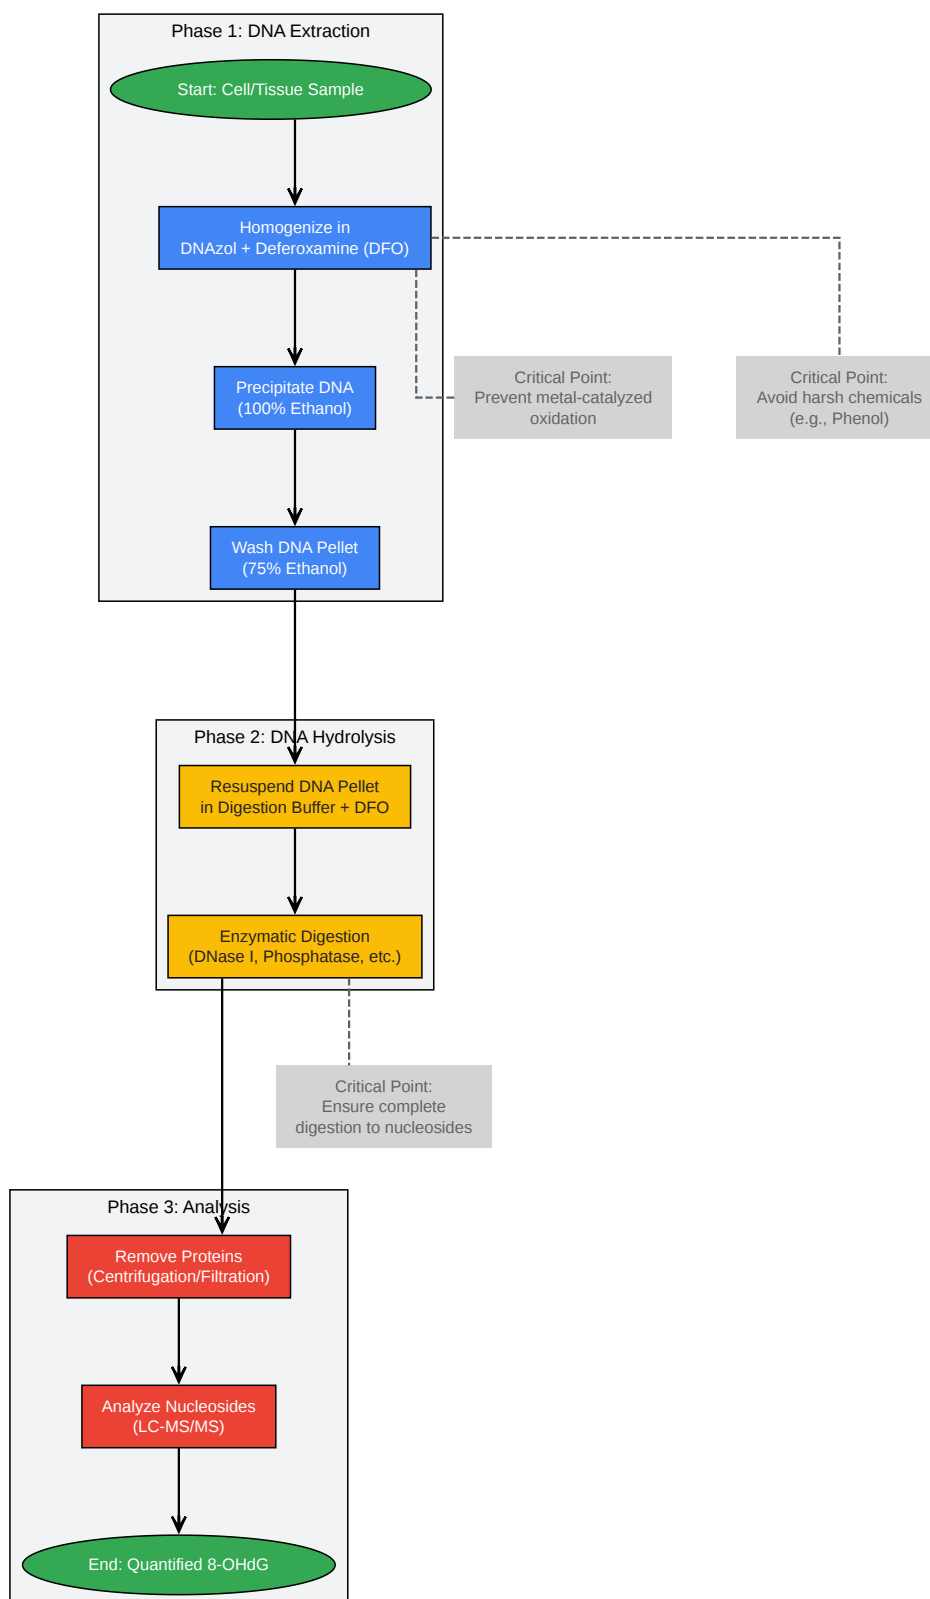 Phase 1: DNA Extraction
Start: Cell/Tissue Sample
Homogenize in
DNAzol + Deferoxamine (DFO)
Precipitate DNA
(100% Ethanol)
Critical Point:
Prevent metal-catalyzed
oxidation
Critical Point:
Avoid harsh chemicals
(e.g., Phenol)
Wash DNA Pellet
(75% Ethanol)
Phase 2: DNA Hydrolysis
Resuspend DNA Pellet
in Digestion Buffer + DFO
Enzymatic Digestion
(DNase I, Phosphatase, etc.)
Critical Point:
Ensure complete
digestion to nucleosides
Phase 3: Analysis
Remove Proteins
(Centrifugation/Filtration)
Analyze Nucleosides
(LC-MS/MS)
End: Quantified 8-OHdG